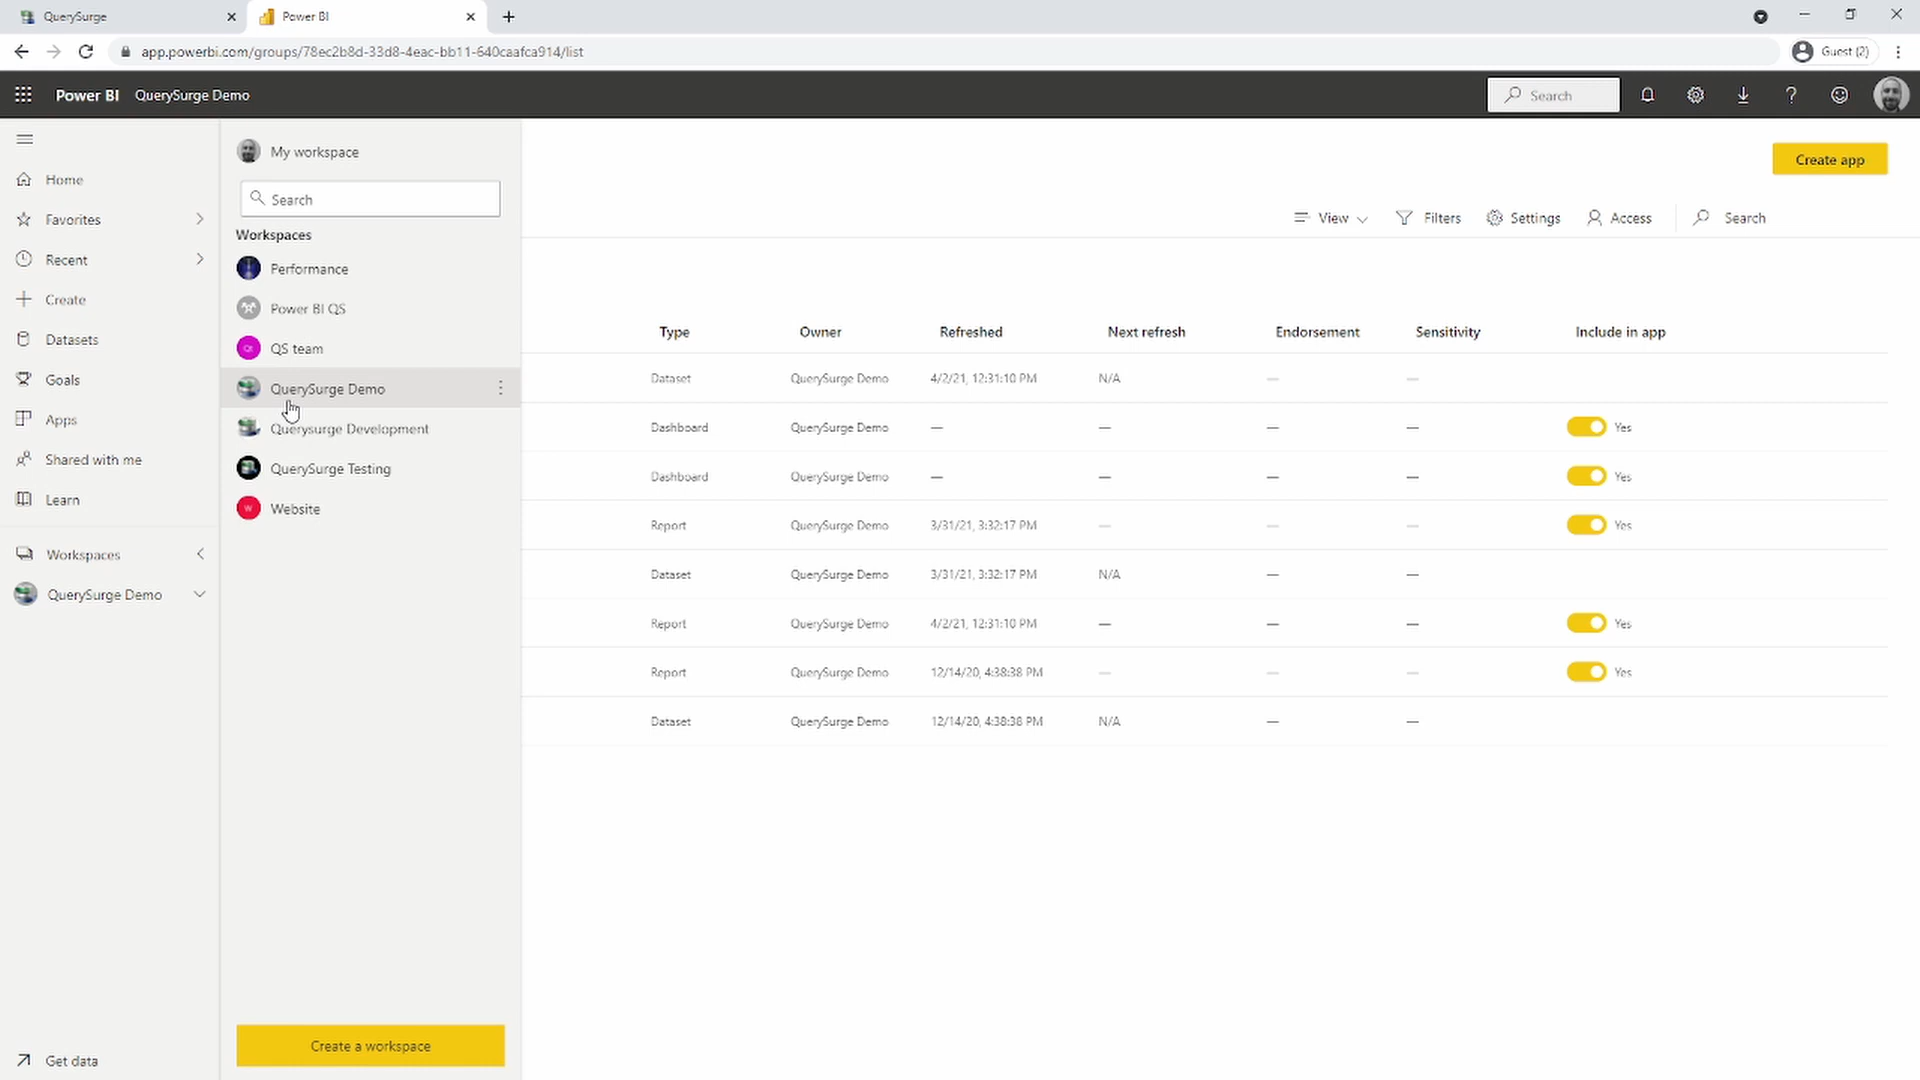 QuerySurge
Power BI
app.powerbi.com/groups/78ec2b8d-33d8-4eac-bb11-640caafca914/list
Guest (2)
Power BI QuerySurge Demo
Search
Home
Favorites
Recent
Create
Datasets
Goals
Apps
Shared with me
Learn
Workspaces
QuerySurge Demo
Get data
My workspace
Search
Workspaces
Performance
Power BI QS
QS team
QuerySurge Demo
Querysurge Development
QuerySurge Testing
W Website
Create a workspace
Create app
View Filters Settings Access Search
Type Owner Refreshed Next refresh Endorsement Sensitivity Include in app
Dataset QuerySurge Demo 4/2/21, 12:31:10 PM N/A — —
Dashboard QuerySurge Demo — — — — Yes
Dashboard QuerySurge Demo — — — — Yes
Report QuerySurge Demo 3/31/21, 3:32:17 PM — — — Yes
Dataset QuerySurge Demo 3/31/21, 3:32:17 PM N/A — —
Report QuerySurge Demo 4/2/21, 12:31:10 PM — — — Yes
Report QuerySurge Demo 12/14/20, 4:38:38 PM — — — Yes
Dataset QuerySurge Demo 12/14/20, 4:38:38 PM N/A — —